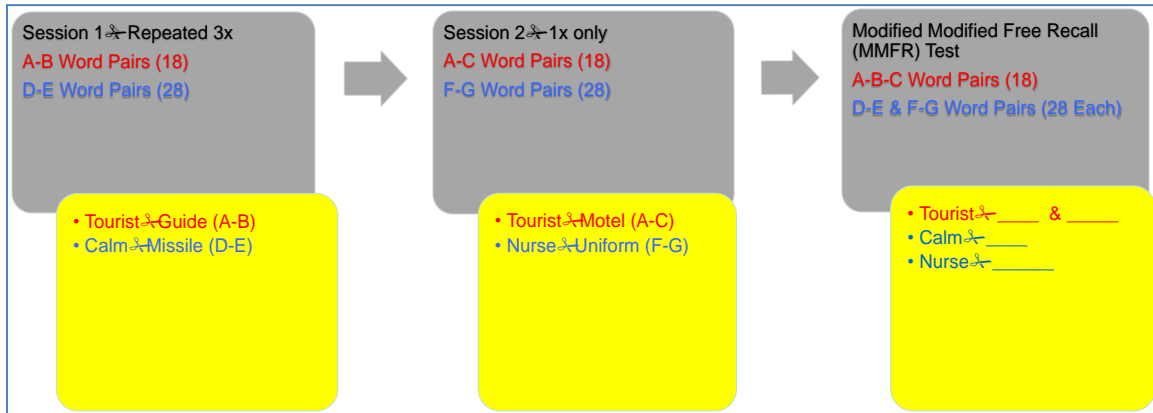 Session 1✁Repeated 3x
A-B Word Pairs (18)
D-E Word Pairs (28)
Session 2✁1x only
A-C Word Pairs (18)
F-G Word Pairs (28)
Modified Modified Free Recall
(MMFR) Test
A-B-C Word Pairs (18)
D-E & F-G Word Pairs (28 Each)
• Tourist✁Guide (A-B)
• Calm✁Missile (D-E)
• Tourist✁Motel (A-C)
• Nurse✁Uniform (F-G)
• Tourist✁____ & _____
• Calm✁____
• Nurse✁______